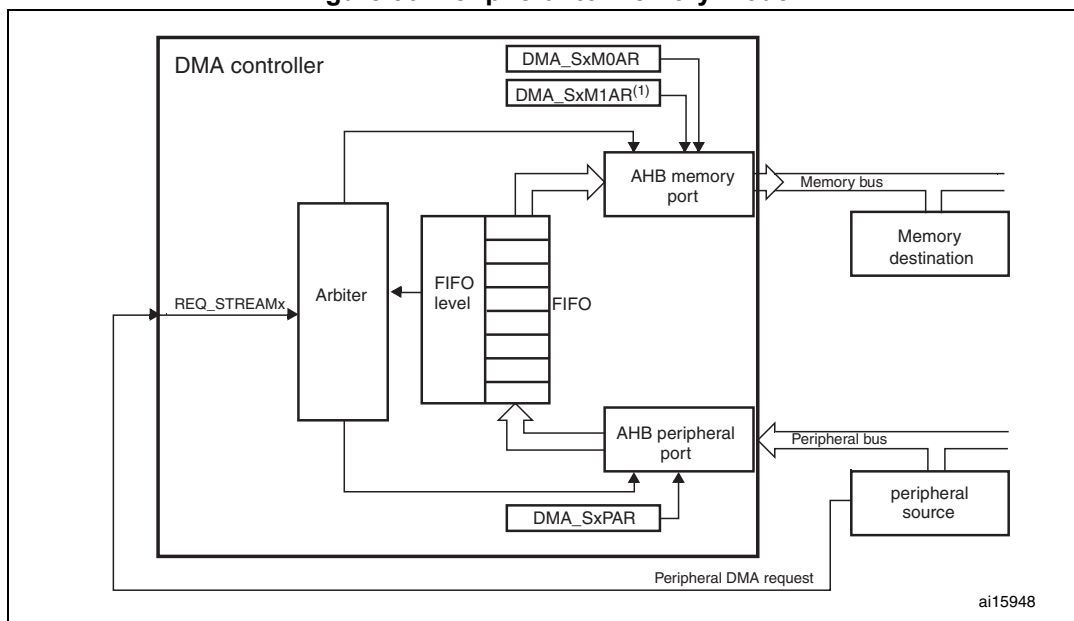 DMA controller
DMA_SxM0AR
DMA_SxM1AR(1)
AHB memory
port
Memory bus
Memory
destination
Arbiter
FIFO
level
FIFO
REQ_STREAMx
AHB peripheral
port
Peripheral bus
peripheral
source
DMA_SxPAR
Peripheral DMA request
ai15948